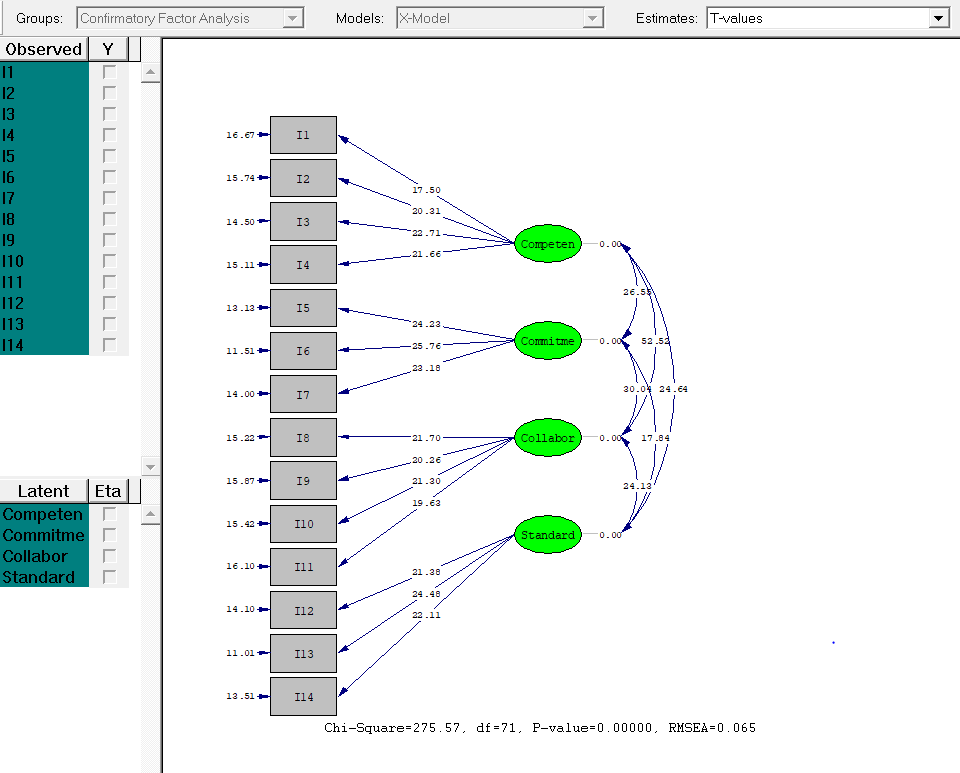 Groups: Confirmatory Factor Analysis Models: X-Model Estimates: T-values
Observed Y
I1
I2
I3
I4
I5
I6
I7
I8
I9
I10
I11
I12
I13
I14
Latent Eta
Competen
Commitme
Collabor
Standard
16.67 I1
15.74 I2
14.50 I3
15.11 I4
13.13 I5
11.51 I6
14.00 I7
15.22 I8
15.87 I9
15.42 I10
16.10 I11
14.10 I12
11.01 I13
13.51 I14
17.50
20.31
22.71
21.66
24.23
25.76
23.18
21.70
20.26
21.30
19.63
21.38
24.48
22.11
Competen 0.00
Commitme 0.00
Collabor 0.00
Standard 0.00
26.55
52.52
30.04 24.64
17.84
24.13
Chi-Square=275.57, df=71, P-value=0.00000, RMSEA=0.065